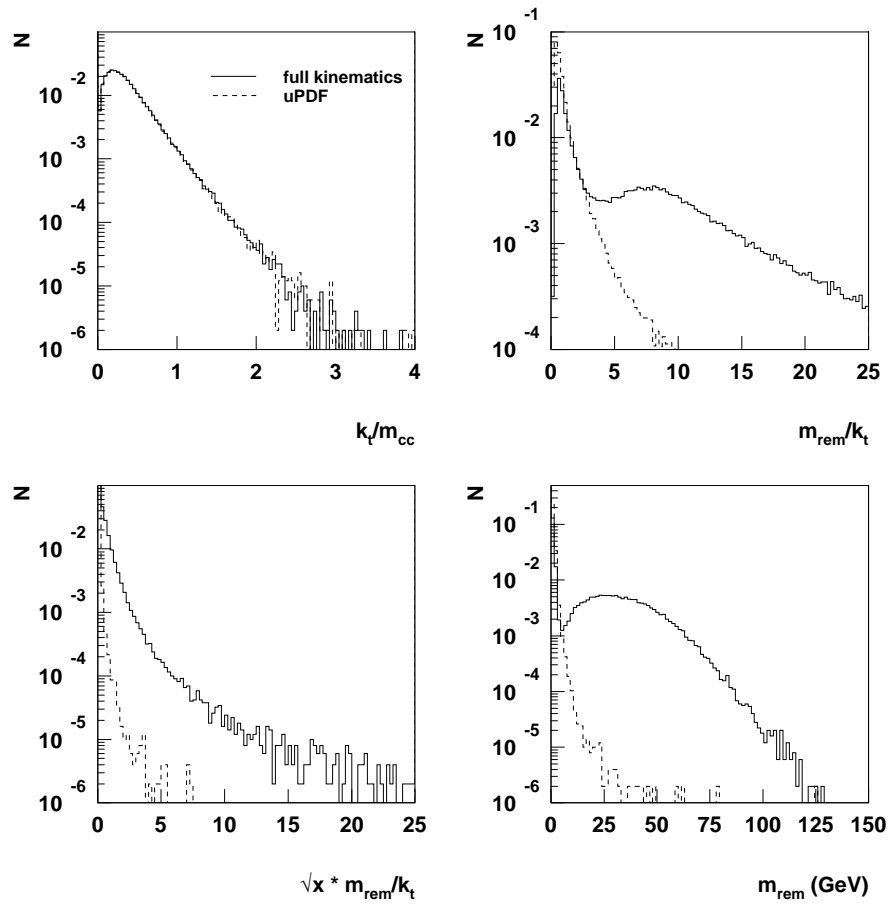 N
10 -2
10 -3
10 -4
10 -5
10 -6
full kinematics
uPDF
0 1 2 3 4
k_t/m_cc
N
10 -1
10 -2
10 -3
10 -4
0 5 10 15 20 25
m_rem/k_t
N
10 -2
10 -3
10 -4
10 -5
10 -6
0 5 10 15 20 25
√x * m_rem/k_t
N
10 -1
10 -2
10 -3
10 -4
10 -5
10 -6
0 25 50 75 100 125 150
m_rem (GeV)